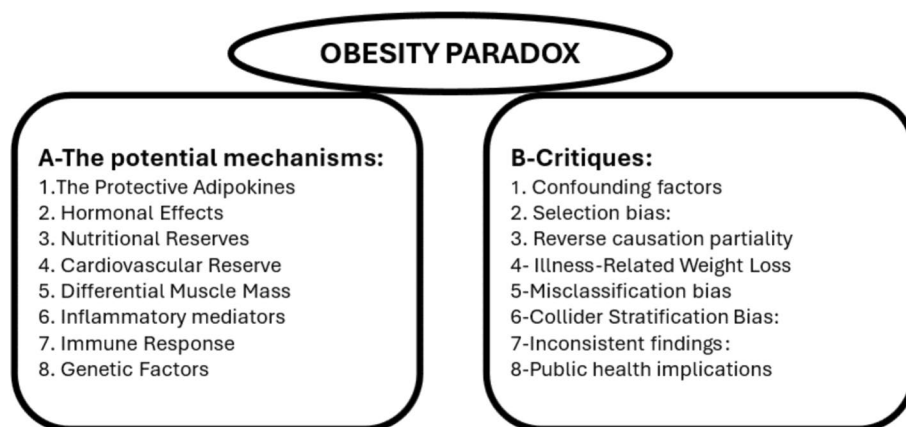 OBESITY PARADOX
A-The potential mechanisms:
1.The Protective Adipokines
2. Hormonal Effects
3. Nutritional Reserves
4. Cardiovascular Reserve
5. Differential Muscle Mass
6. Inflammatory mediators
7. Immune Response
8. Genetic Factors
B-Critiques:
1. Confounding factors
2. Selection bias:
3. Reverse causation partiality
4- Illness-Related Weight Loss
5-Misclassification bias
6-Collider Stratification Bias:
7-Inconsistent findings:
8-Public health implications